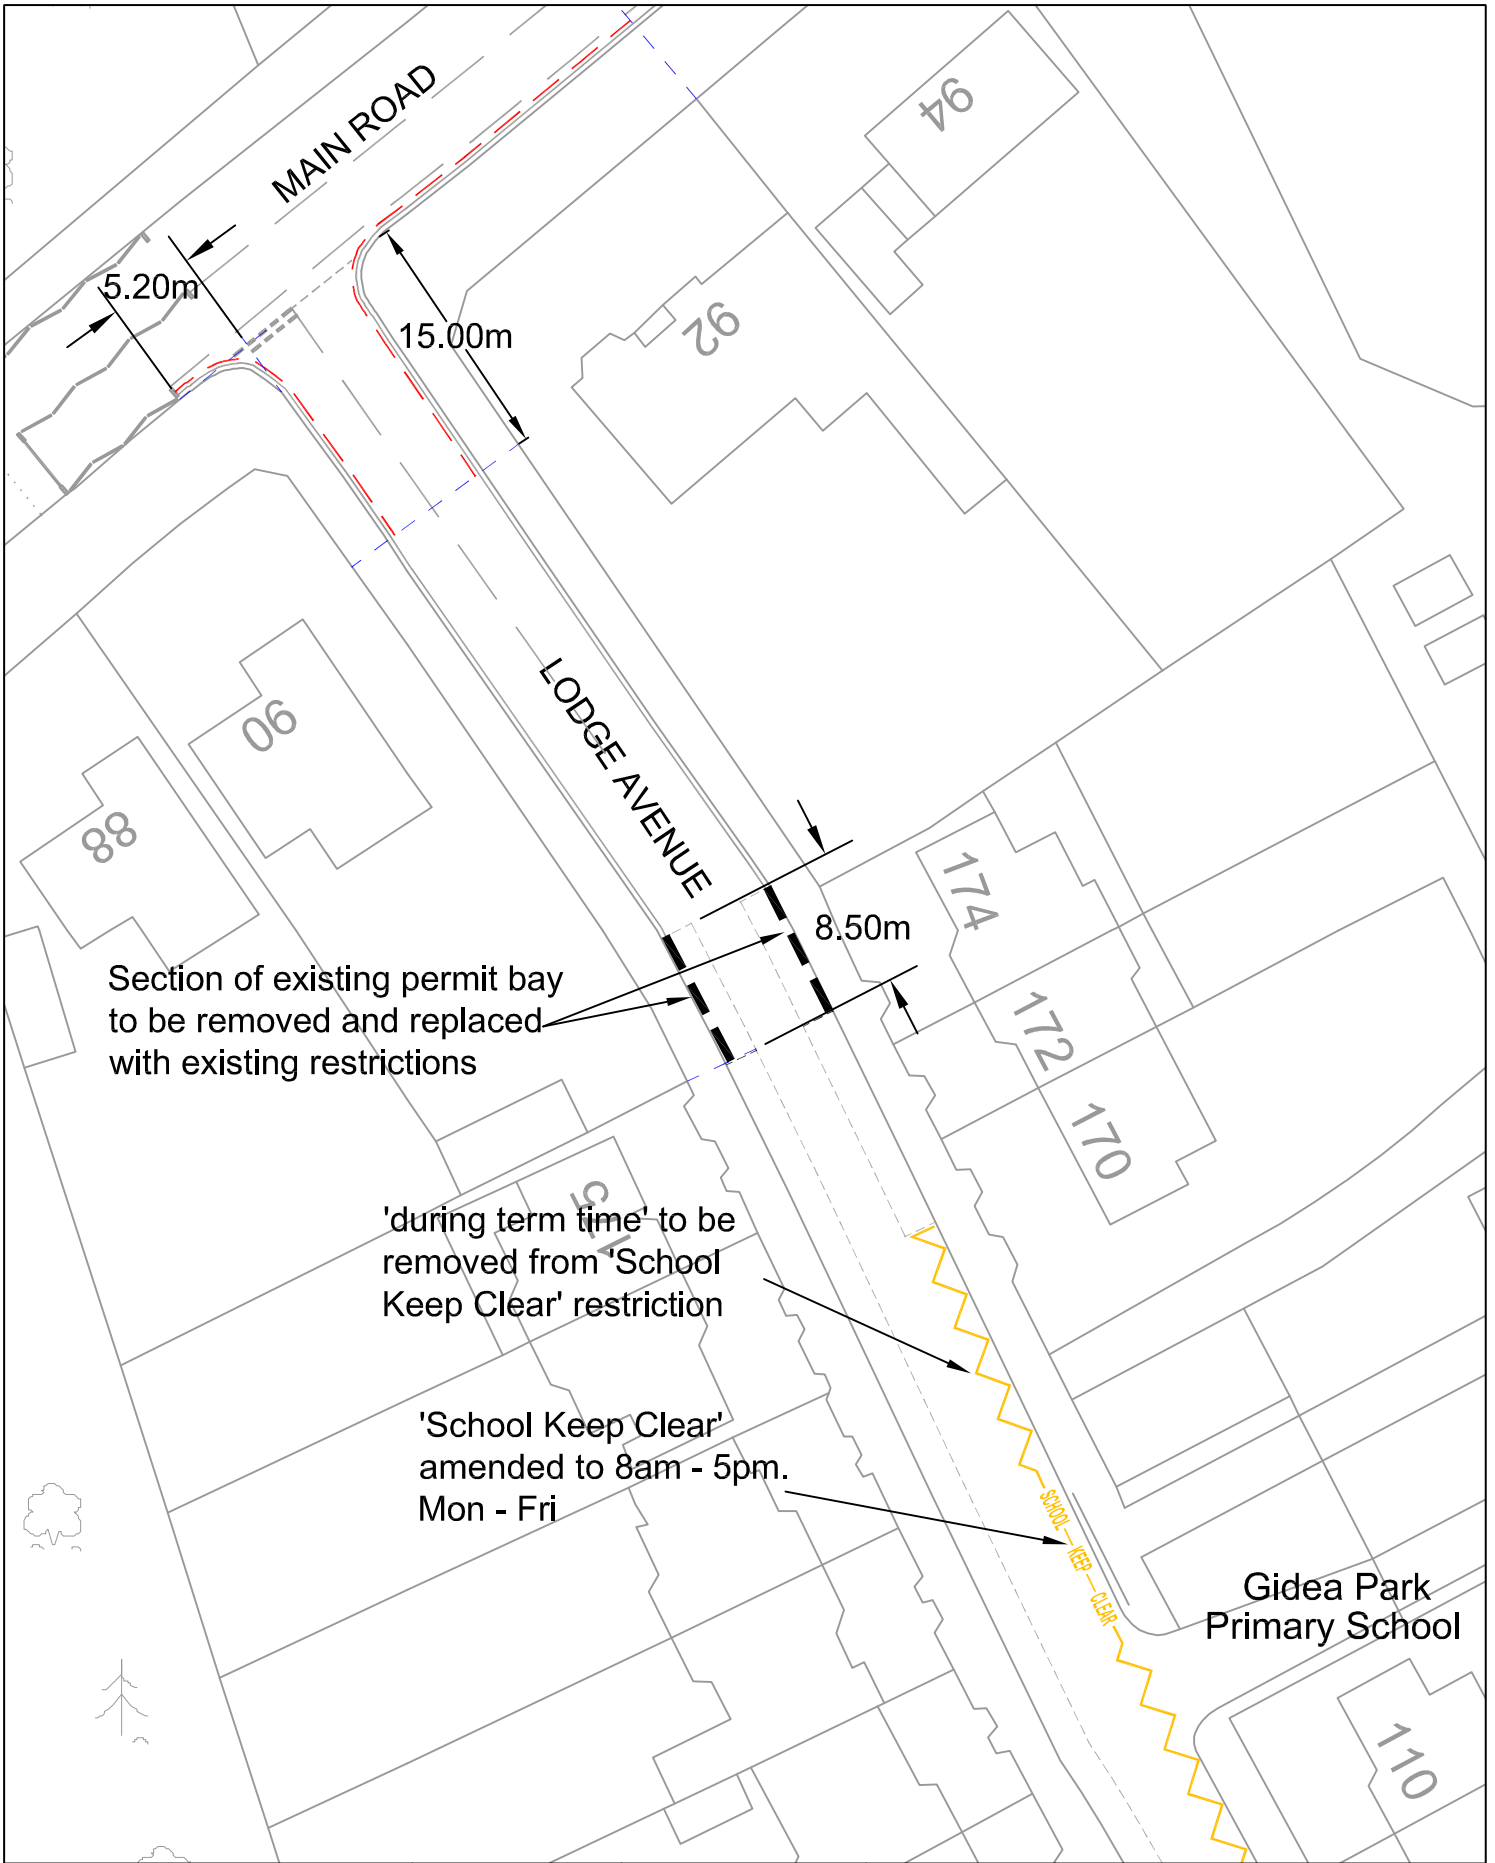 MAIN ROAD
94
5.20m
15.00m
92
LODGE AVENUE
90
88
174
8.50m
Section of existing permit bay
to be removed and replaced
with existing restrictions
172
170
175
'during term time' to be
removed from 'School
Keep Clear' restriction
'School Keep Clear'
amended to 8am - 5pm.
Mon - Fri
SCHOOL KEEP CLEAR
Gidea Park
Primary School
110